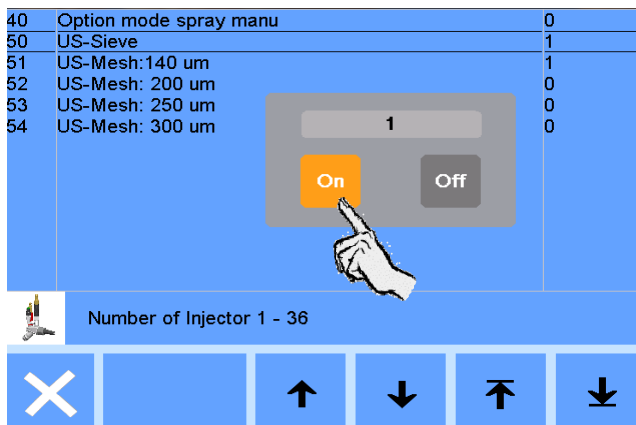 40 Option mode spray manu 0
50 US-Sieve 1
51 US-Mesh:140 um 1
52 US-Mesh: 200 um 0
53 US-Mesh: 250 um 0
54 US-Mesh: 300 um 0
1
On Off
Number of Injector 1 - 36